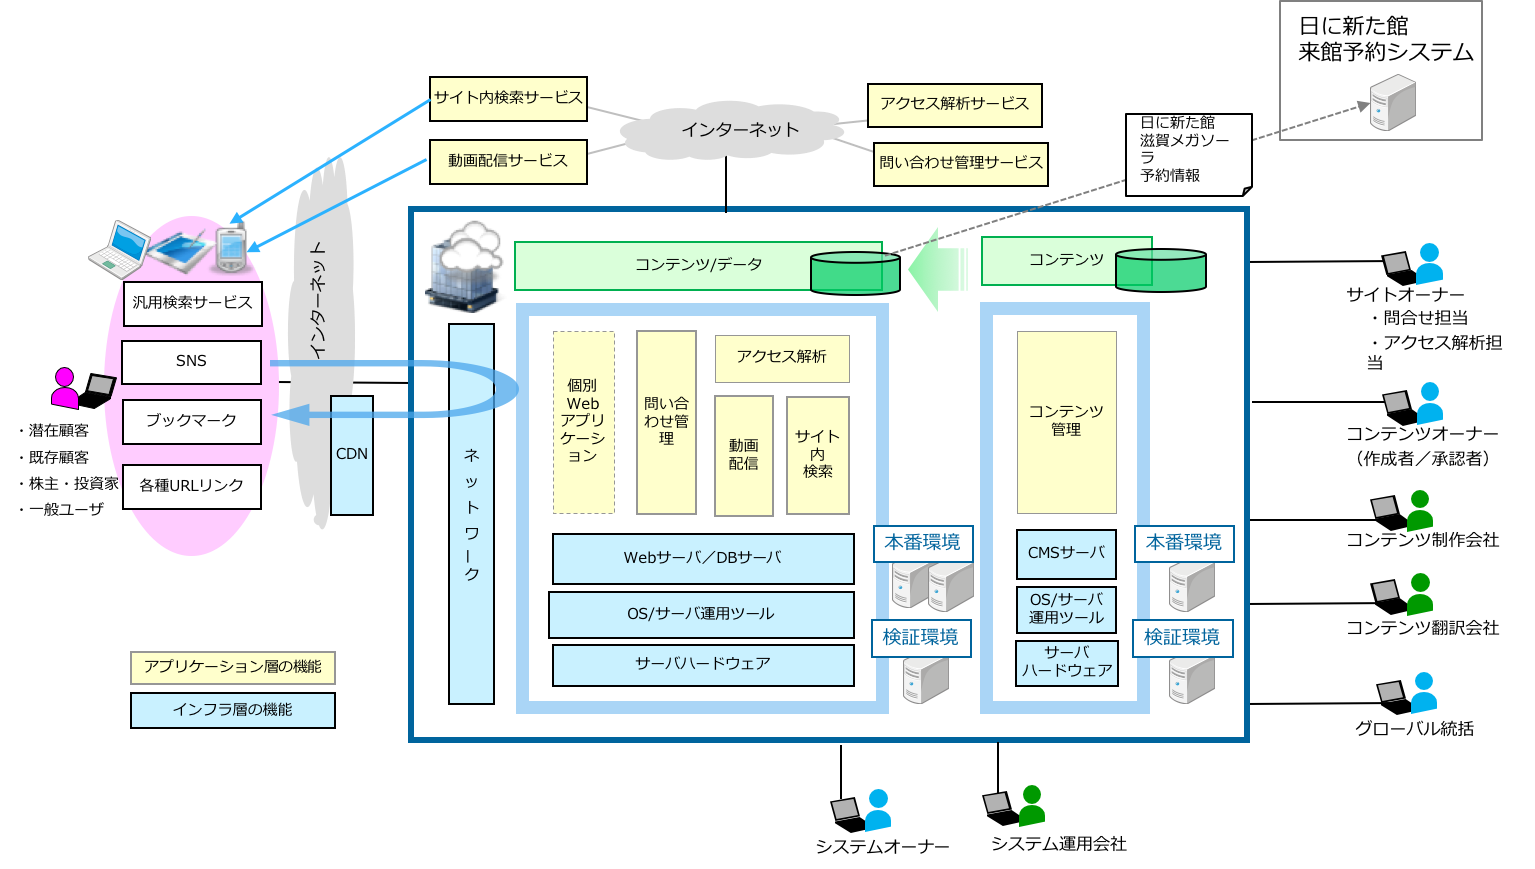 日に新た館
来館予約システム
サイト内検索サービス
動画配信サービス
インターネット
アクセス解析サービス
問い合わせ管理サービス
日に新た館
滋賀メガソー
ラ
予約情報
インターネット
汎用検索サービス
SNS
ブックマーク
各種URLリンク
・潜在顧客
・既存顧客
・株主・投資家
・一般ユーザ
CDN
ネットワーク
コンテンツ/データ
コンテンツ
個別
Web
アプリ
ケーシ
ョン
問い合
わせ管
理
アクセス解析
動画
配信
サイト
内
検索
コンテンツ
管理
Webサーバ／DBサーバ
OS/サーバ運用ツール
サーバハードウェア
本番環境
検証環境
CMSサーバ
OS/サーバ
運用ツール
サーバ
ハードウェア
本番環境
検証環境
サイトオーナー
・問合せ担当
・アクセス解析担
当
コンテンツオーナー
（作成者／承認者）
コンテンツ制作会社
コンテンツ翻訳会社
グローバル統括
アプリケーション層の機能
インフラ層の機能
システムオーナー
システム運用会社